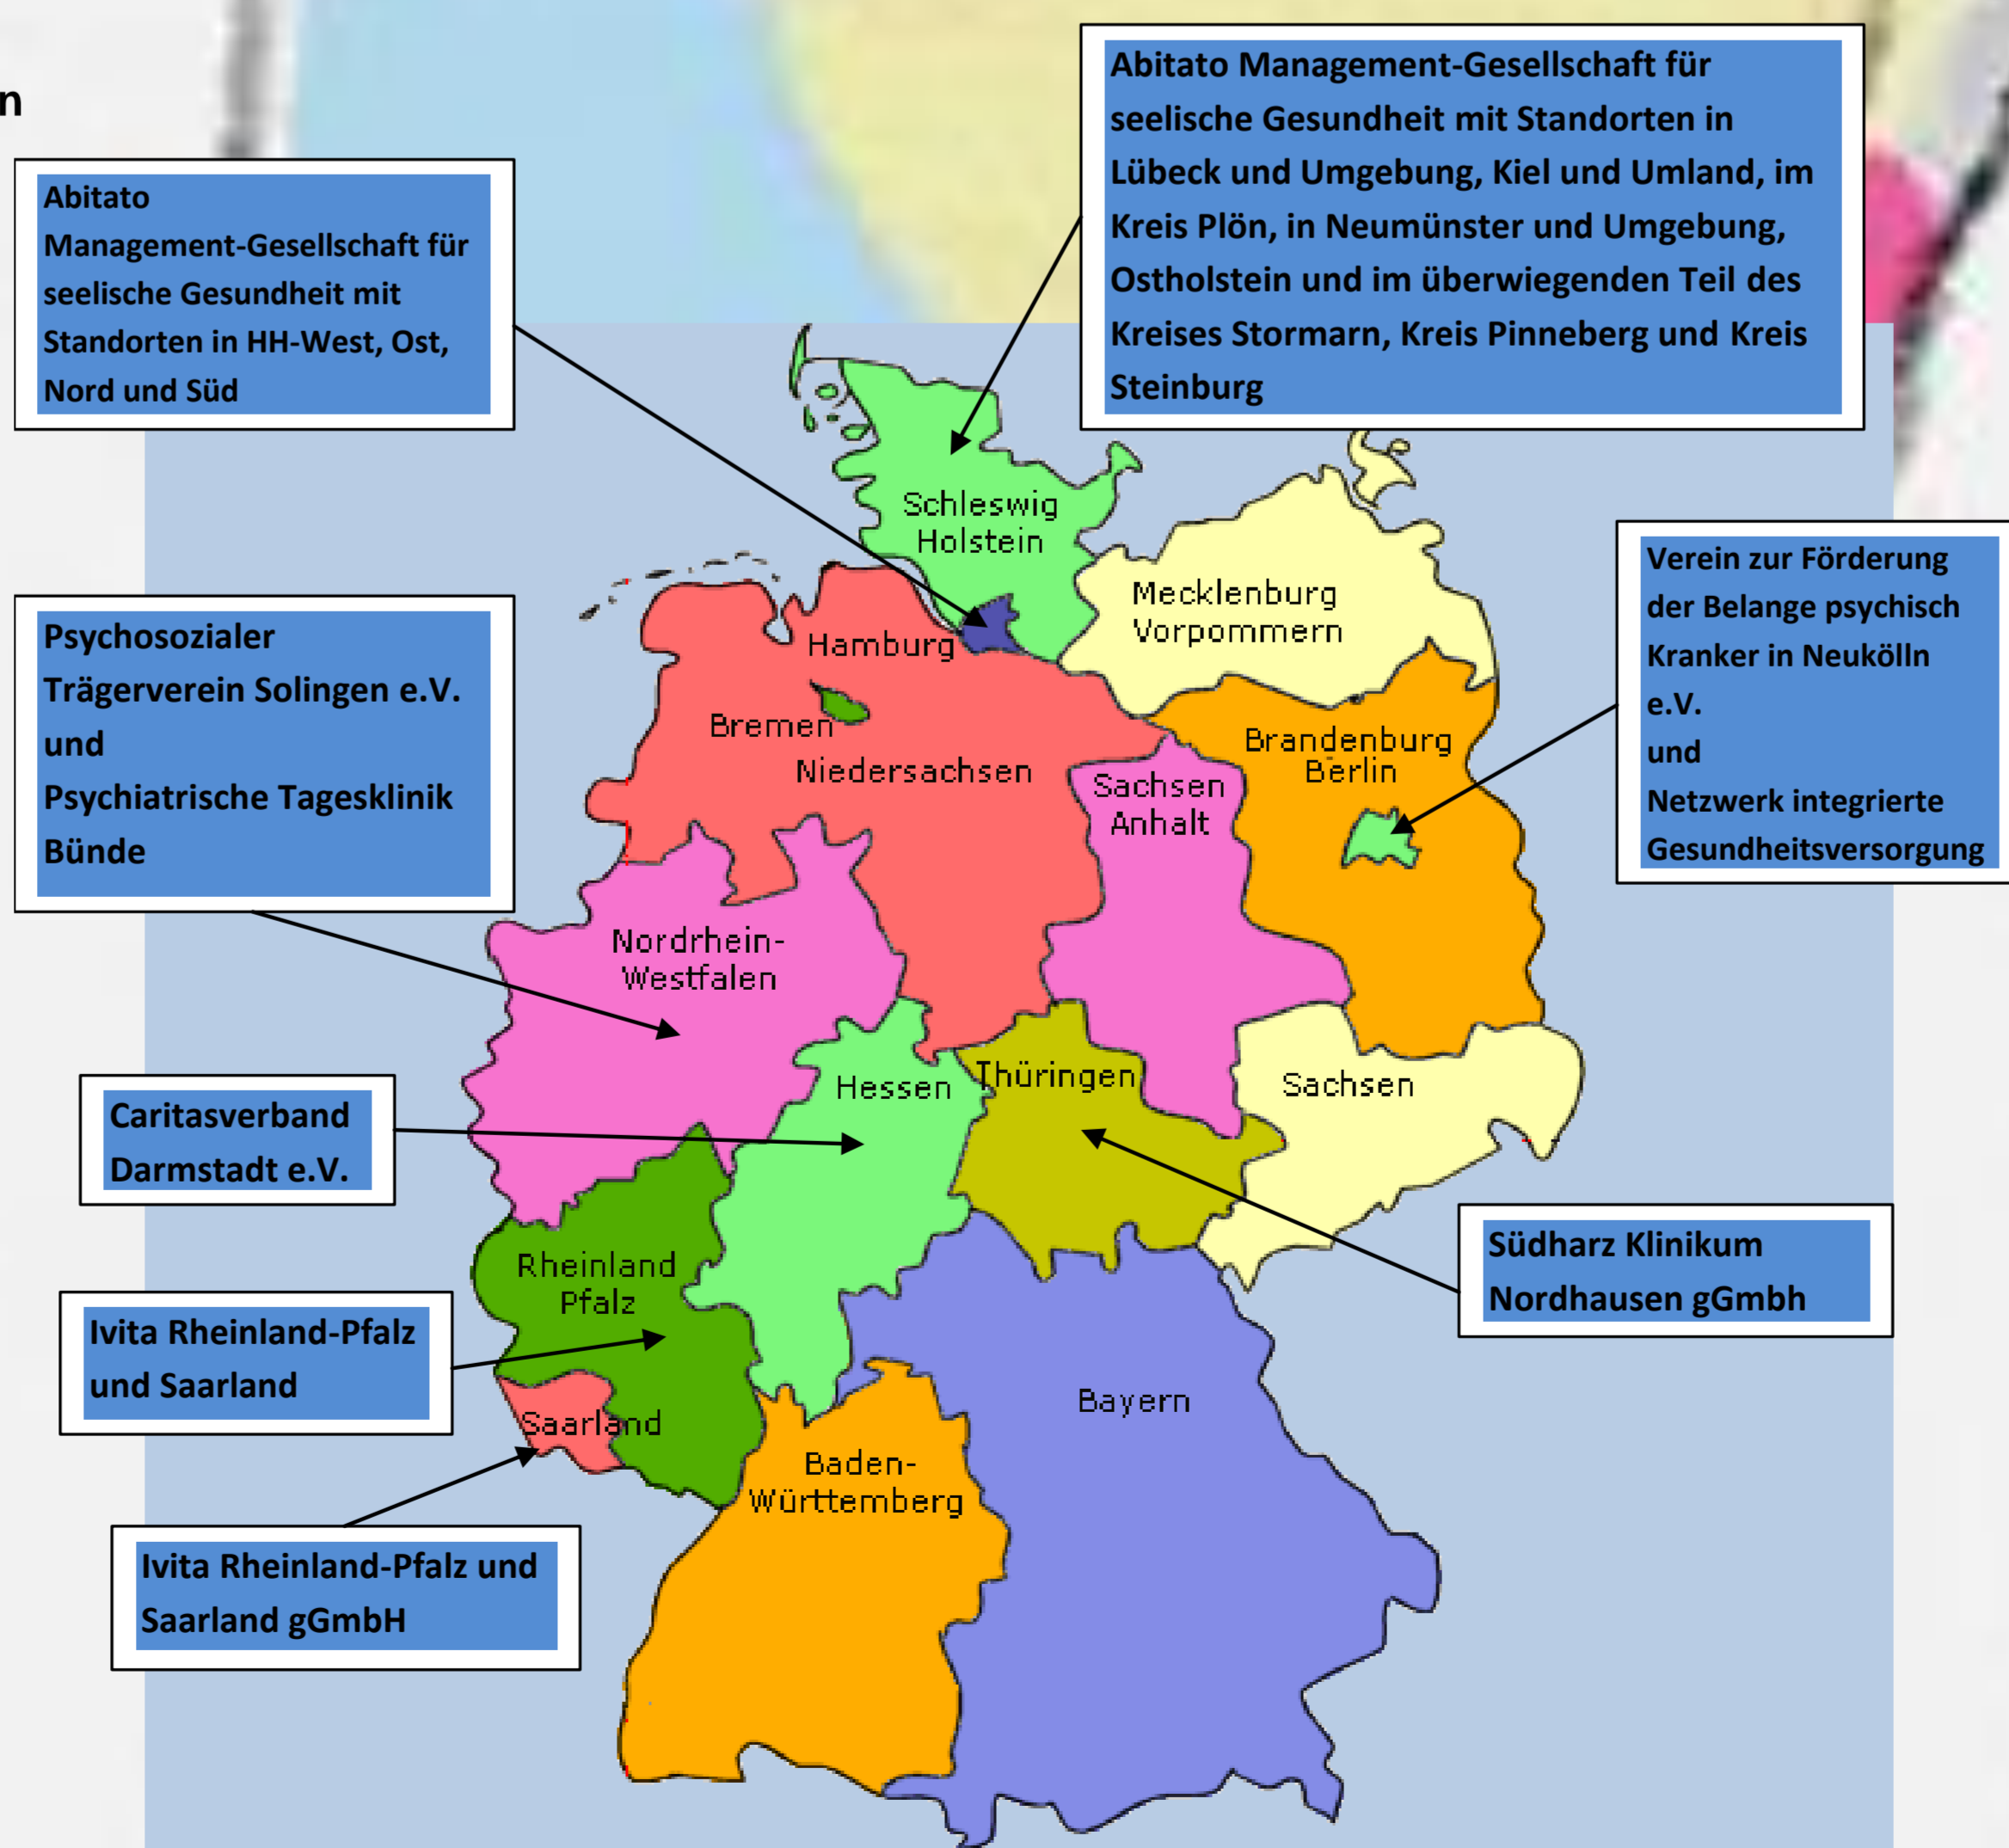 n
Abitato Management-Gesellschaft für
seelische Gesundheit mit Standorten in
Lübeck und Umgebung, Kiel und Umland, im
Kreis Plön, in Neumünster und Umgebung,
Ostholstein und im überwiegenden Teil des
Kreises Stormarn, Kreis Pinneberg und Kreis
Steinburg
Abitato
Management-Gesellschaft für
seelische Gesundheit mit
Standorten in HH-West, Ost,
Nord und Süd
Schleswig
Holstein
Verein zur Förderung
der Belange psychisch
Kranker in Neukölln
e.V.
und
Netzwerk integrierte
Gesundheitsversorgung
Mecklenburg
Vorpommern
Hamburg
Psychosozialer
Trägerverein Solingen e.V.
und
Psychiatrische Tagesklinik
Bünde
Bremen
Niedersachsen
Brandenburg
Berlin
Sachsen
Anhalt
Nordrhein-
Westfalen
Hessen
Thüringen
Sachsen
Caritasverband
Darmstadt e.V.
Südharz Klinikum
Nordhausen gGmbh
Rheinland
Pfalz
Ivita Rheinland-Pfalz
und Saarland
Saarland
Bayern
Baden-
Württemberg
Ivita Rheinland-Pfalz und
Saarland gGmbH